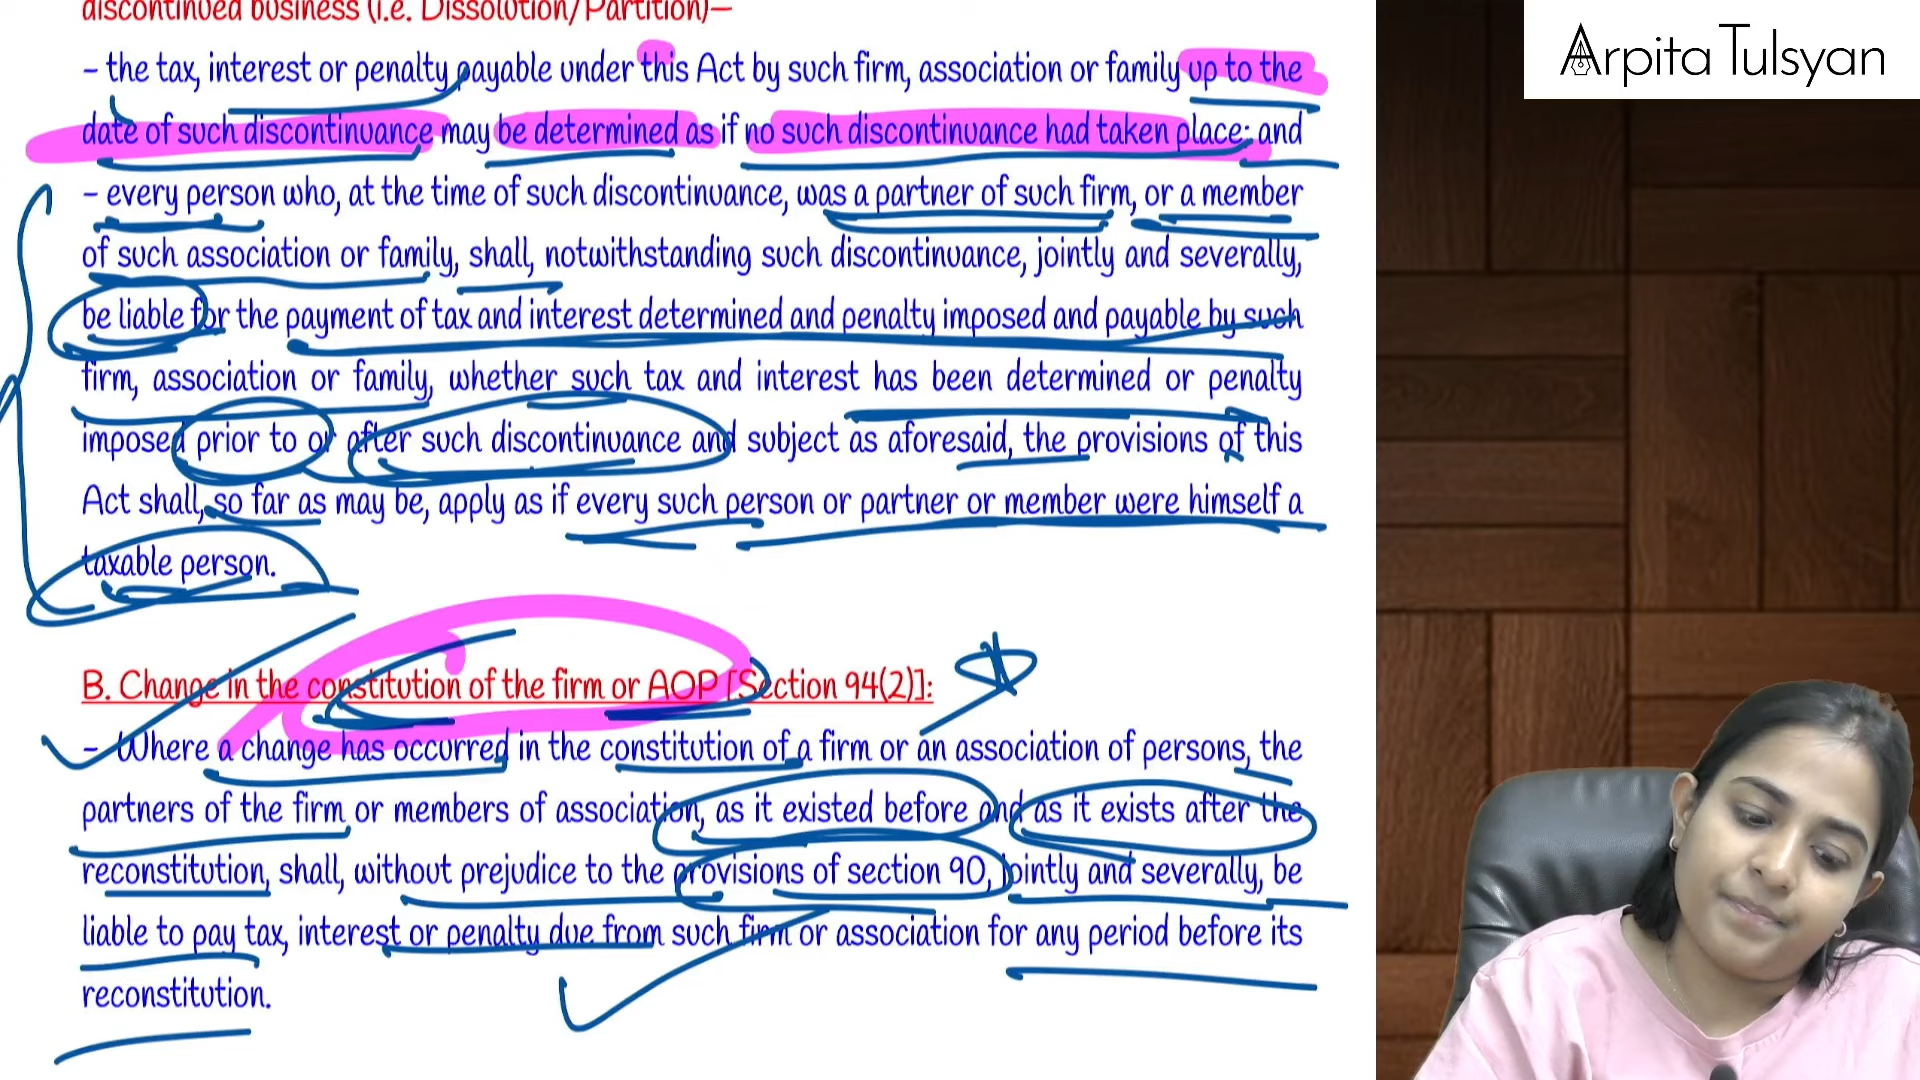 discontinued business (i.e. Dissolution/Partition)—
Arpita Tulsyan
– the tax, interest or penalty payable under this Act by such firm, association or family up to the
date of such discontinuance may be determined as if no such discontinuance had taken place; and
– every person who, at the time of such discontinuance, was a partner of such firm, or a member
of such association or family, shall, notwithstanding such discontinuance, jointly and severally,
be liable for the payment of tax and interest determined and penalty imposed and payable by such
firm, association or family, whether such tax and interest has been determined or penalty
imposed prior to or after such discontinuance and subject as aforesaid, the provisions of this
Act shall, so far as may be, apply as if every such person or partner or member were himself a
taxable person.
B. Change in the constitution of the firm or AOP [Section 94(2)]:
– Where a change has occurred in the constitution of a firm or an association of persons, the
partners of the firm or members of association, as it existed before and as it exists after the
reconstitution, shall, without prejudice to the provisions of section 90, jointly and severally, be
liable to pay tax, interest or penalty due from such firm or association for any period before its
reconstitution.